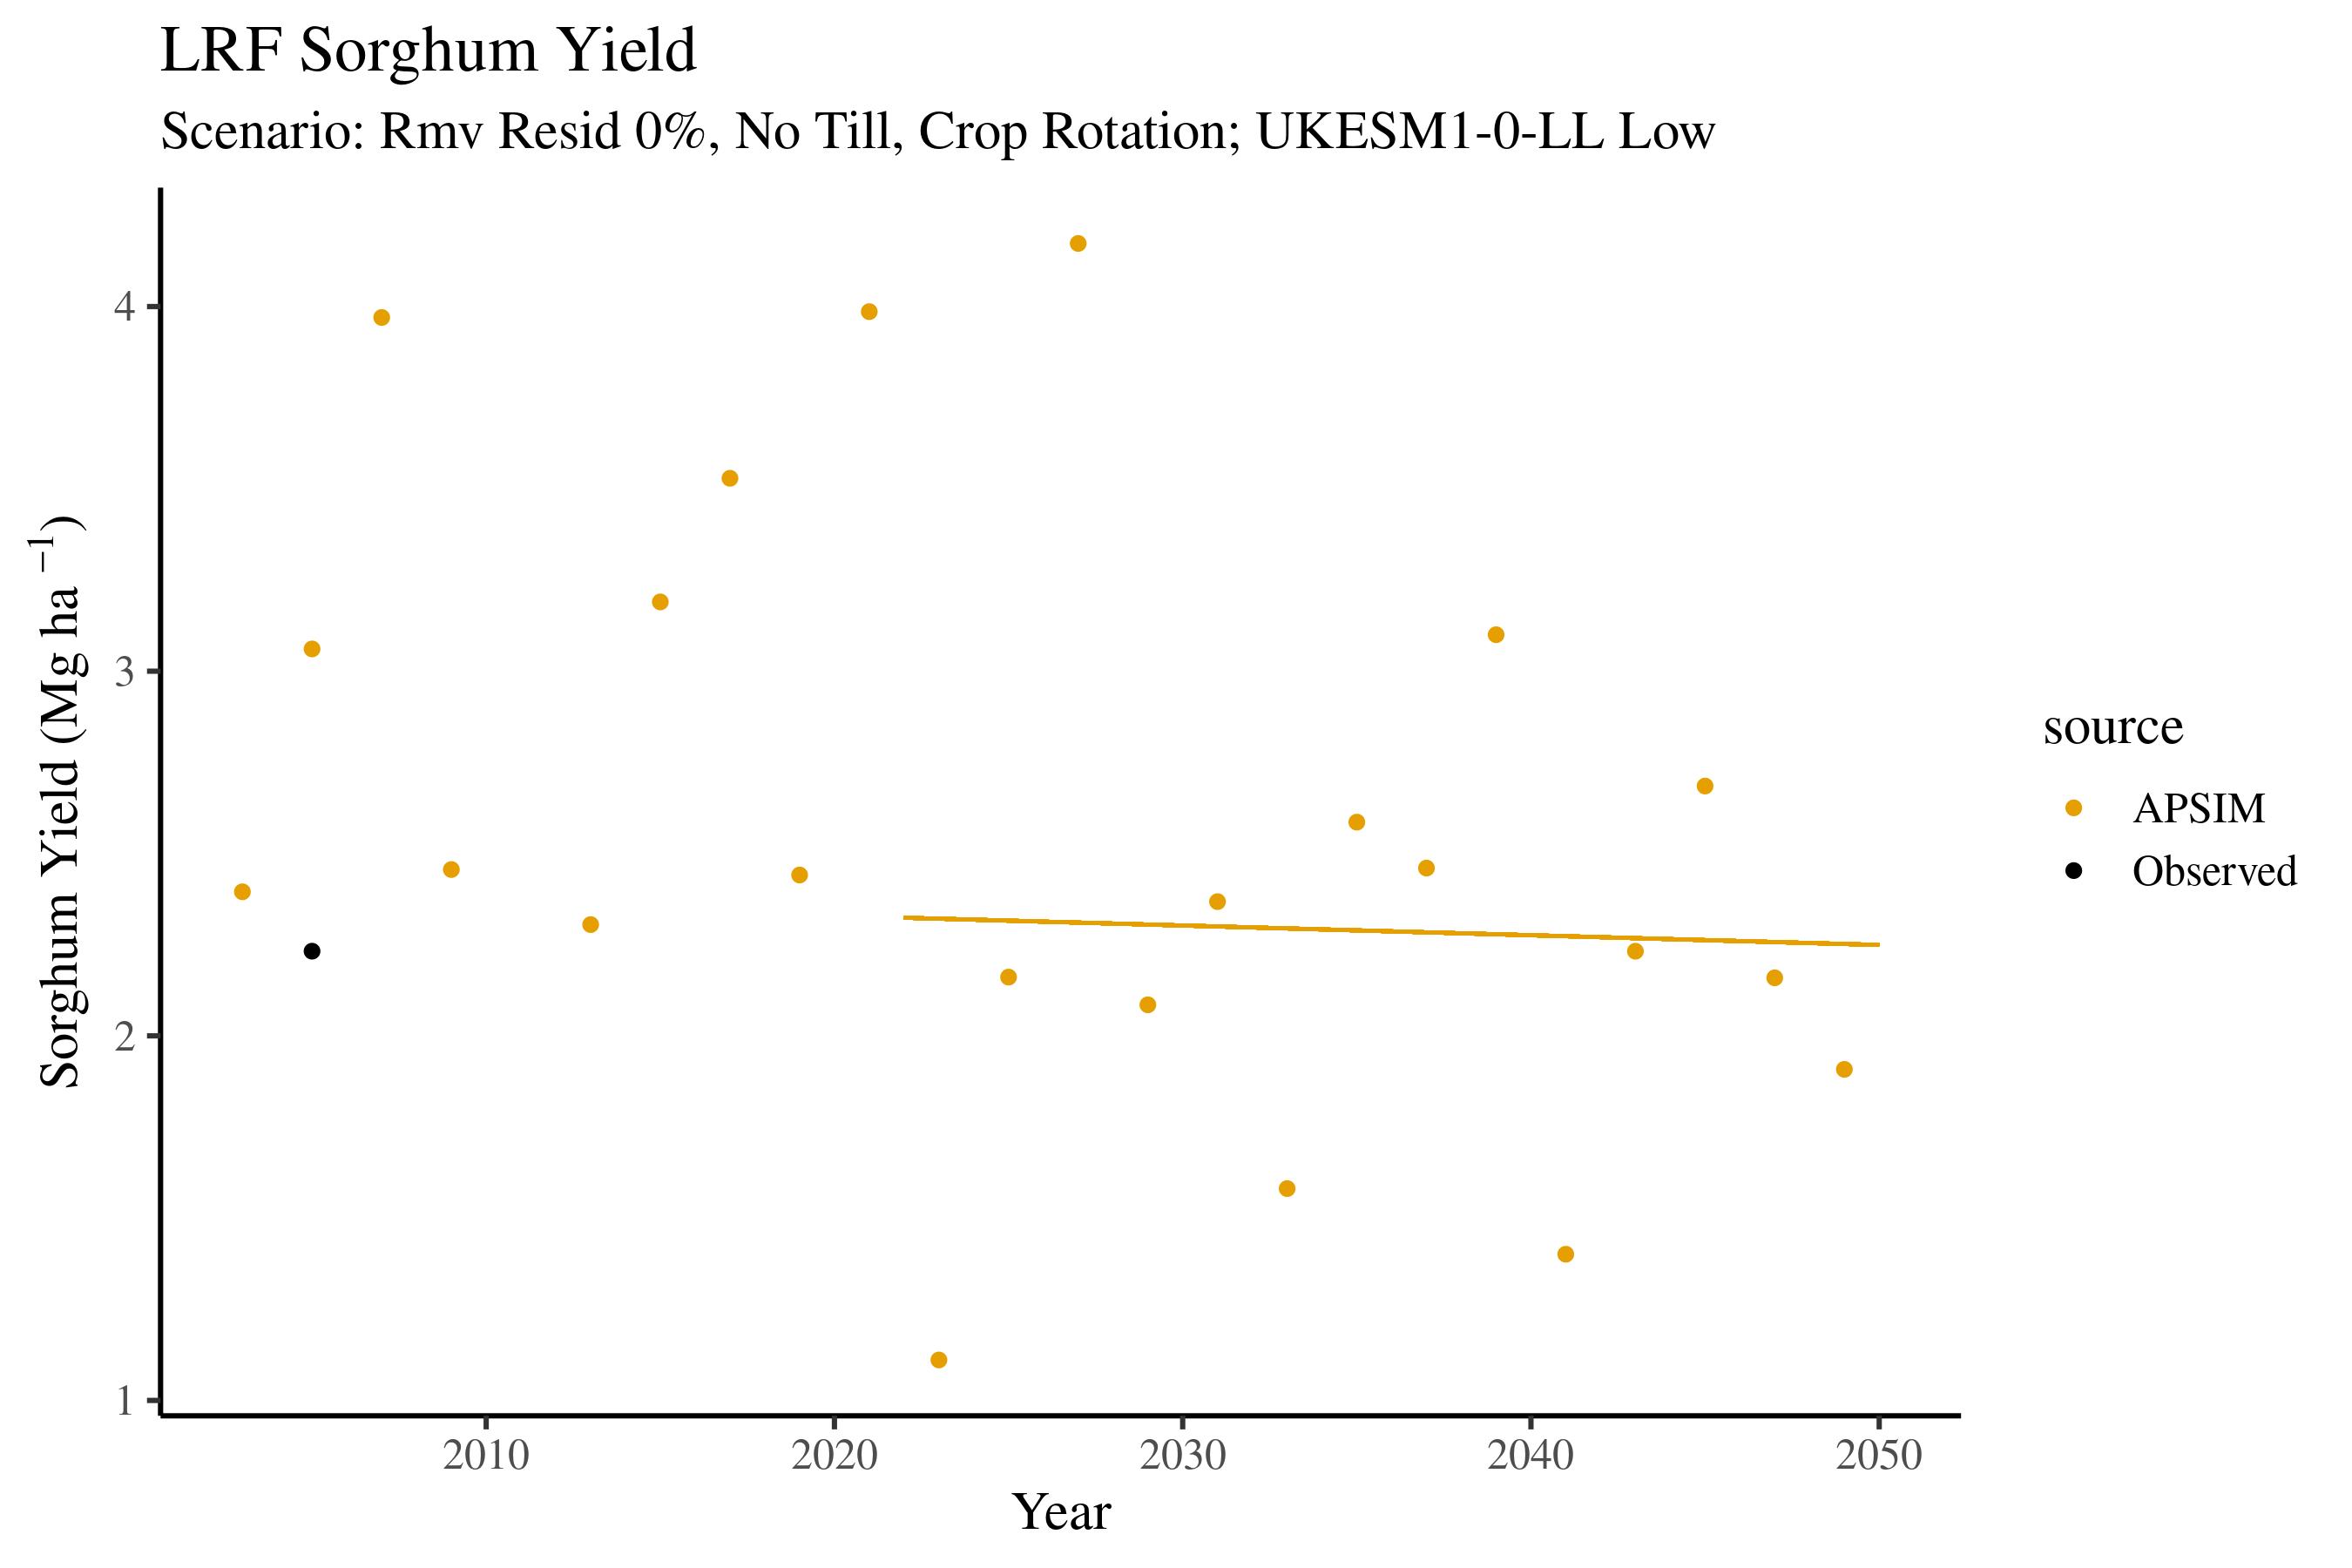 LRF Sorghum Yield
Scenario: Rmv Resid 0%, No Till, Crop Rotation; UKESM1-0-LL Low
Sorghum Yield (Mg ha −1)
4
3
2
1
2010
2020
2030
2040
2050
Year
source
APSIM
Observed